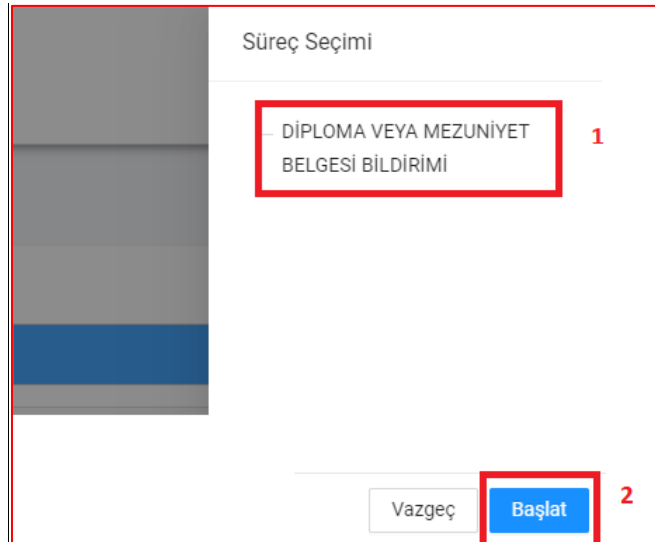 Süreç Seçimi
DİPLOMA VEYA MEZUNİYET
BELGESİ BİLDİRİMİ
1
Vazgeç
Başlat
2